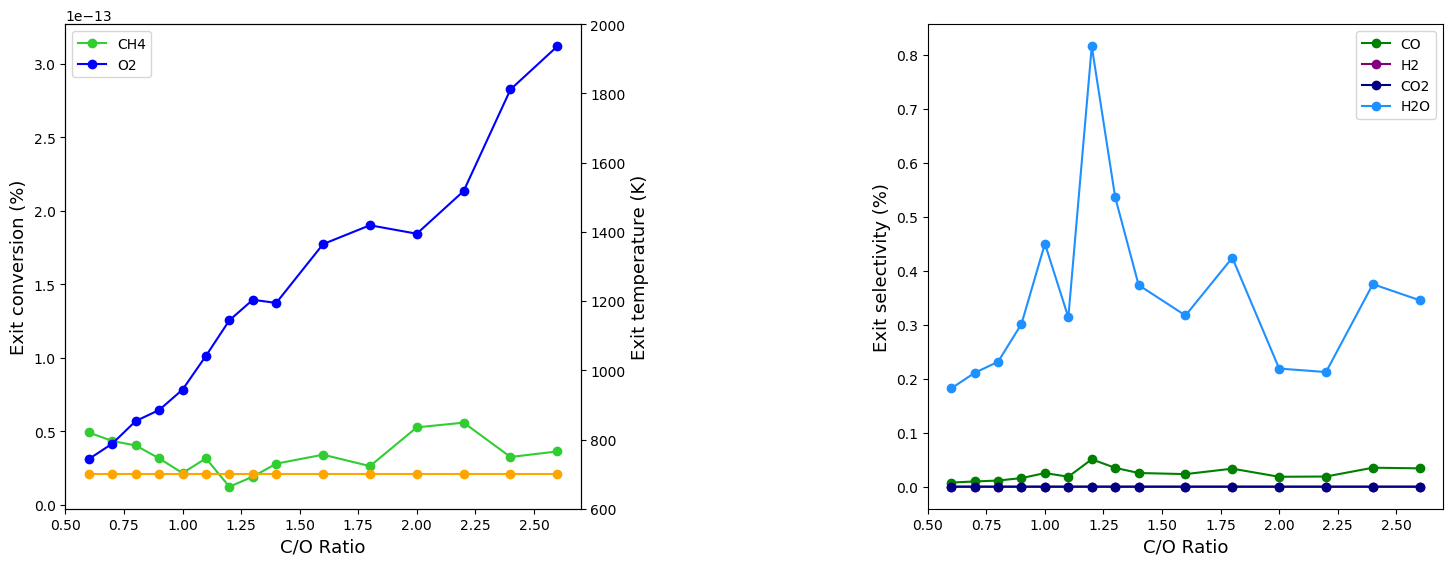 1e−13
CH4
O2
3.0
2.5
2.0
1.5
1.0
0.5
0.0
Exit conversion (%)
0.50 0.75 1.00 1.25 1.50 1.75 2.00 2.25 2.50
C/O Ratio
2000
1800
1600
1400
1200
1000
800
600
Exit temperature (K)
CO
H2
CO2
H2O
0.8
0.7
0.6
0.5
0.4
0.3
0.2
0.1
0.0
Exit selectivity (%)
0.50 0.75 1.00 1.25 1.50 1.75 2.00 2.25 2.50
C/O Ratio